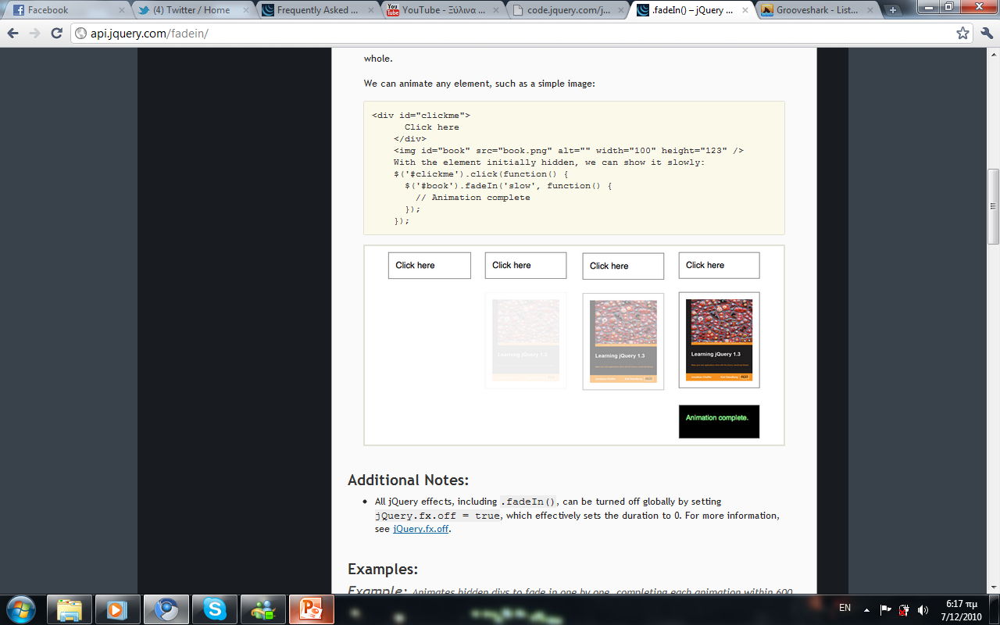 Facebook
(4) Twitter / Home
Frequently Asked ...
YouTube - Ξύλινα ...
code.jquery.com/j...
.fadeIn() – jQuery ...
Grooveshark - List...
api.jquery.com/fadein/
whole.
We can animate any element, such as a simple image:
<div id="clickme">
Click here
</div>
<img id="book" src="book.png" alt="" width="100" height="123" />
With the element initially hidden, we can show it slowly:
$('#clickme').click(function() {
$('#book').fadeIn('slow', function() {
// Animation complete
});
});
Click here Click here Click here Click here
Learning jQuery 1.3 Learning jQuery 1.3 Learning jQuery 1.3
Animation complete.
Additional Notes:
• All jQuery effects, including .fadeIn(), can be turned off globally by setting
jQuery.fx.off = true, which effectively sets the duration to 0. For more information,
see jQuery.fx.off.
Examples:
Example: Animates hidden divs to fade in one by one, completing each animation within 600
EN
6:17 πμ
7/12/2010